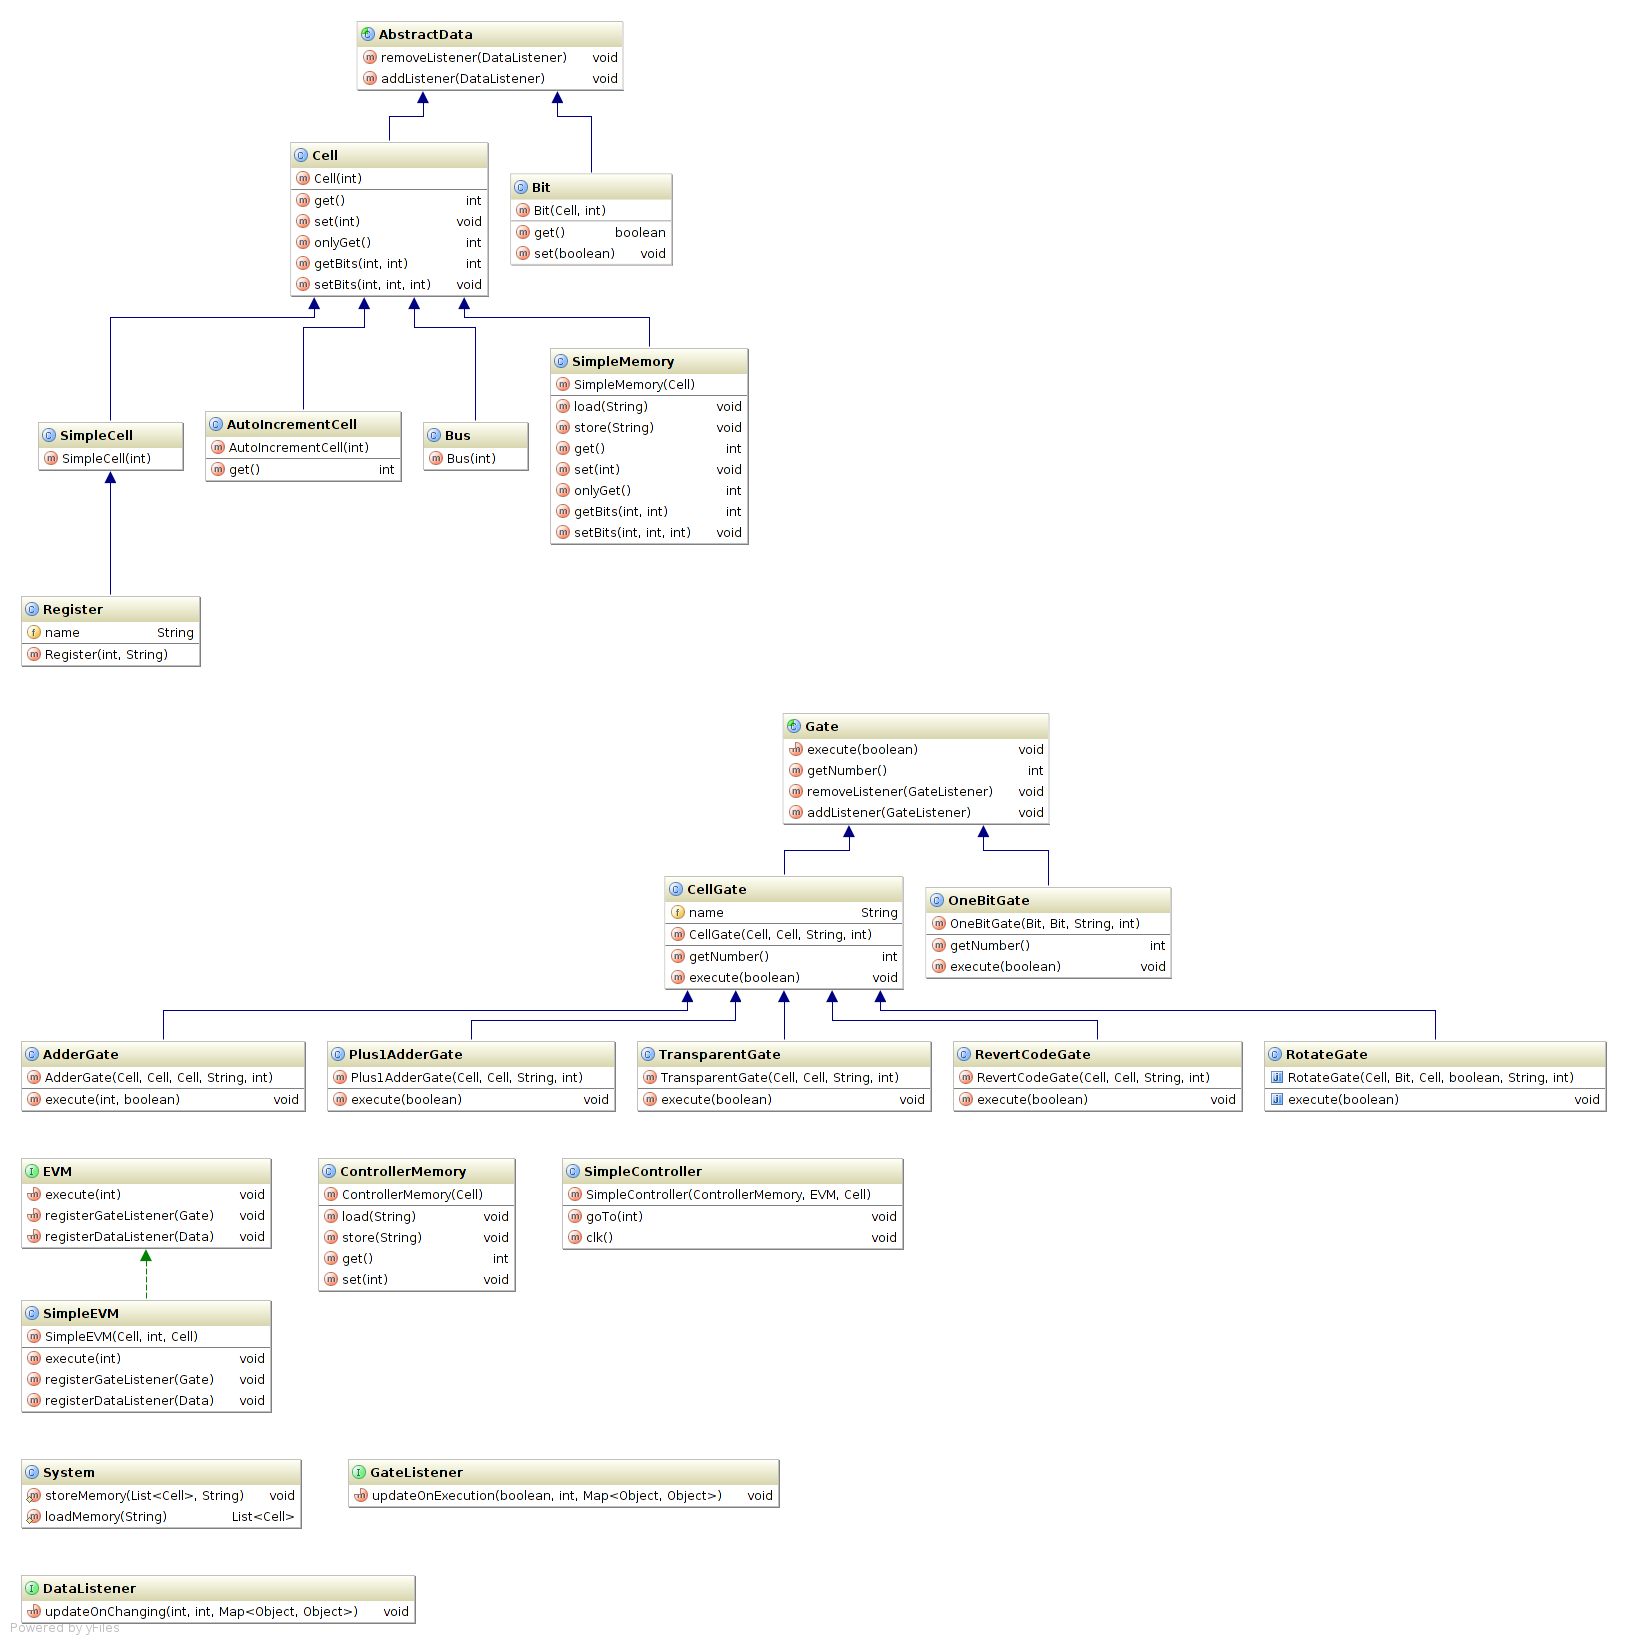 AbstractData
removeListener(DataListener) void
addListener(DataListener) void
Cell
Cell(int)
get() int
set(int) void
onlyGet() int
getBits(int, int) int
setBits(int, int, int) void
Bit
Bit(Cell, int)
get() boolean
set(boolean) void
SimpleCell
SimpleCell(int)
AutoIncrementCell
AutoIncrementCell(int)
get() int
Bus
Bus(int)
SimpleMemory
SimpleMemory(Cell)
load(String) void
store(String) void
get() int
set(int) void
onlyGet() int
getBits(int, int) int
setBits(int, int, int) void
Register
name String
Register(int, String)
Gate
execute(boolean) void
getNumber() int
removeListener(GateListener) void
addListener(GateListener) void
CellGate
name String
CellGate(Cell, Cell, String, int)
getNumber() int
execute(boolean) void
OneBitGate
OneBitGate(Bit, Bit, String, int)
getNumber() int
execute(boolean) void
AdderGate
AdderGate(Cell, Cell, Cell, String, int)
execute(int, boolean) void
Plus1AdderGate
Plus1AdderGate(Cell, Cell, String, int)
execute(boolean) void
TransparentGate
TransparentGate(Cell, Cell, String, int)
execute(boolean) void
RevertCodeGate
RevertCodeGate(Cell, Cell, String, int)
execute(boolean) void
RotateGate
RotateGate(Cell, Bit, Cell, boolean, String, int)
execute(boolean) void
EVM
execute(int) void
registerGateListener(Gate) void
registerDataListener(Data) void
ControllerMemory
ControllerMemory(Cell)
load(String) void
store(String) void
get() int
set(int) void
SimpleController
SimpleController(ControllerMemory, EVM, Cell)
goTo(int) void
clk() void
SimpleEVM
SimpleEVM(Cell, int, Cell)
execute(int) void
registerGateListener(Gate) void
registerDataListener(Data) void
System
storeMemory(List<Cell>, String) void
loadMemory(String) List<Cell>
GateListener
updateOnExecution(boolean, int, Map<Object, Object>) void
DataListener
updateOnChanging(int, int, Map<Object, Object>) void
Powered by yFiles